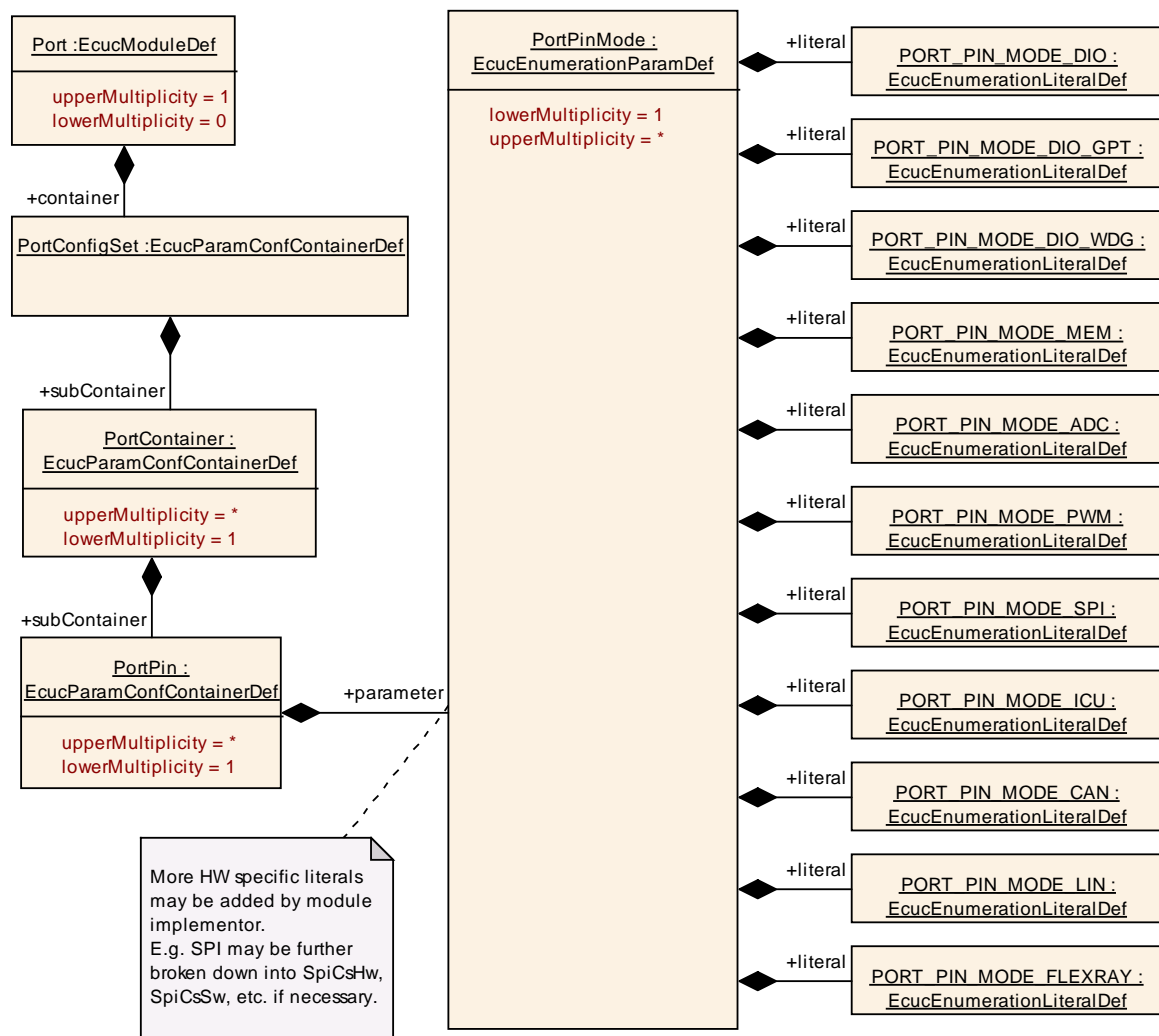 Port :EcucModuleDef
upperMultiplicity = 1
lowerMultiplicity = 0
+container
PortConfigSet :EcucParamConfContainerDef
+subContainer
PortContainer :
EcucParamConfContainerDef
upperMultiplicity = *
lowerMultiplicity = 1
+subContainer
PortPin :
EcucParamConfContainerDef
upperMultiplicity = *
lowerMultiplicity = 1
+parameter
More HW specific literals
may be added by module
implementor.
E.g. SPI may be further
broken down into SpiCsHw,
SpiCsSw, etc. if necessary.
PortPinMode :
EcucEnumerationParamDef
lowerMultiplicity = 1
upperMultiplicity = *
+literal
PORT_PIN_MODE_DIO :
EcucEnumerationLiteralDef
+literal
PORT_PIN_MODE_DIO_GPT :
EcucEnumerationLiteralDef
+literal
PORT_PIN_MODE_DIO_WDG :
EcucEnumerationLiteralDef
+literal
PORT_PIN_MODE_MEM :
EcucEnumerationLiteralDef
+literal
PORT_PIN_MODE_ADC :
EcucEnumerationLiteralDef
+literal
PORT_PIN_MODE_PWM :
EcucEnumerationLiteralDef
+literal
PORT_PIN_MODE_SPI :
EcucEnumerationLiteralDef
+literal
PORT_PIN_MODE_ICU :
EcucEnumerationLiteralDef
+literal
PORT_PIN_MODE_CAN :
EcucEnumerationLiteralDef
+literal
PORT_PIN_MODE_LIN :
EcucEnumerationLiteralDef
+literal
PORT_PIN_MODE_FLEXRAY :
EcucEnumerationLiteralDef